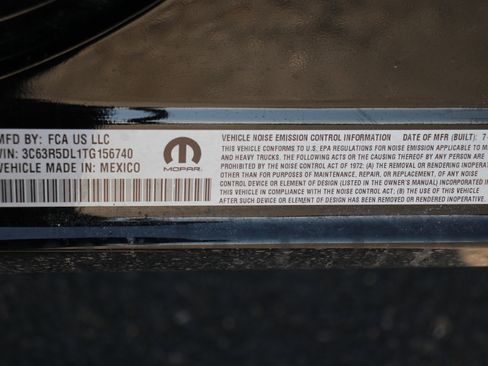 MFD BY: FCA US LLC
VIN: 3C63R5DL1TG156740
VEHICLE MADE IN: MEXICO
MOPAR
VEHICLE NOISE EMISSION CONTROL INFORMATION DATE OF MFR (BUILT): 7-
THIS VEHICLE CONFORMS TO U.S. EPA REGULATIONS FOR NOISE EMISSION APPLICABLE TO M
AND HEAVY TRUCKS. THE FOLLOWING ACTS OR THE CAUSING THEREOF BY ANY PERSON ARE
PROHIBITED BY THE NOISE CONTROL ACT OF 1972: (A) THE REMOVAL OR RENDERING INOPERA
OTHER THAN FOR PURPOSES OF MAINTENANCE, REPAIR, OR REPLACEMENT, OF ANY NOISE
CONTROL DEVICE OR ELEMENT OF DESIGN (LISTED IN THE OWNER'S MANUAL) INCORPORATED IN
THIS VEHICLE IN COMPLIANCE WITH THE NOISE CONTROL ACT; (B) THE USE OF THIS VEHICLE
AFTER SUCH DEVICE OR ELEMENT OF DESIGN HAS BEEN REMOVED OR RENDERED INOPERATIVE.